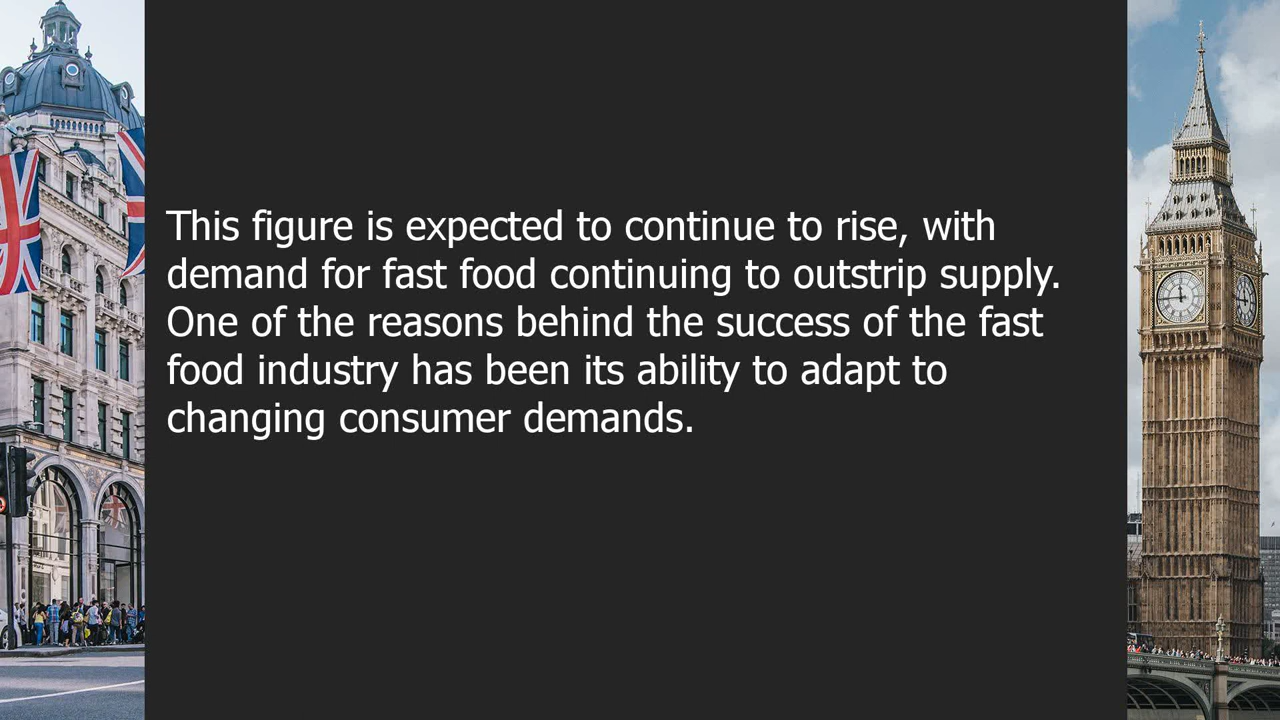 This figure is expected to continue to rise, with
demand for fast food continuing to outstrip supply.
One of the reasons behind the success of the fast
food industry has been its ability to adapt to
changing consumer demands.